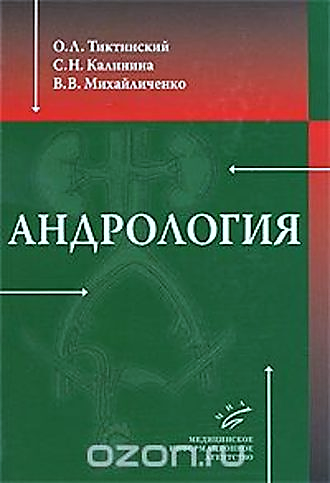 О.Л. Тиктинский
С.Н. Калинина
В.В. Михайличенко
АНДРОЛОГИЯ
МИА
МЕДИЦИНСКОЕ
ИНФОРМАЦИОННОЕ
АГЕНТСТВО
ozon.ru